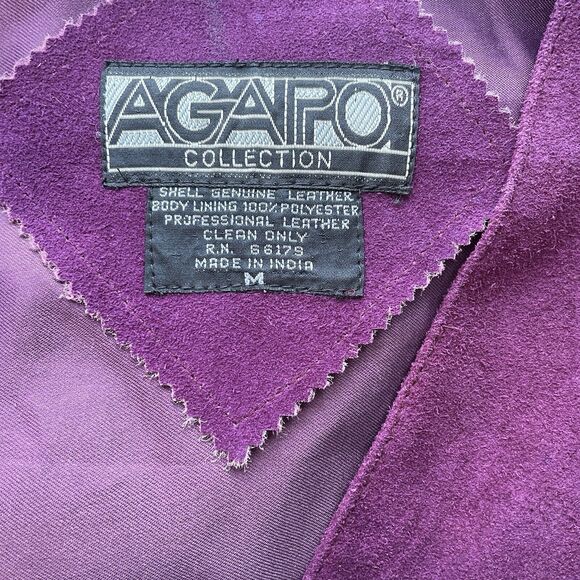 AGAPO®
COLLECTION
SHELL GENUINE LEATHER
BODY LINING 100% POLYESTER
PROFESSIONAL LEATHER
CLEAN ONLY
R.N. 66179
MADE IN INDIA
M